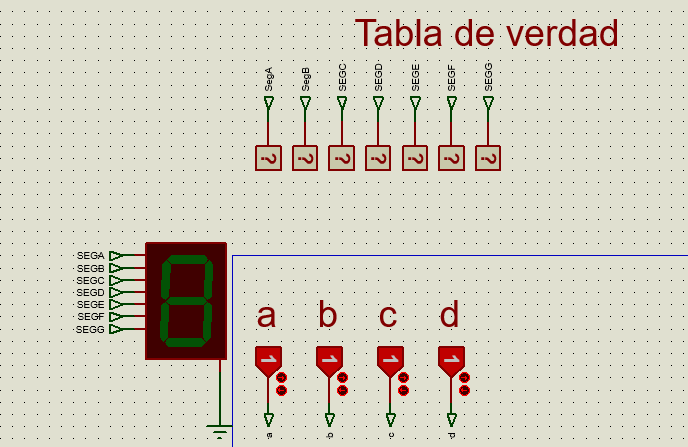 Tabla de verdad
SegA SegB SEGC SEGD SEGE SEGF SEGG
? ? ? ? ? ? ?
SEGA
SEGB
SEGC
SEGD
SEGE
SEGF
SEGG
a b c d
1 1 1 1
a b c d